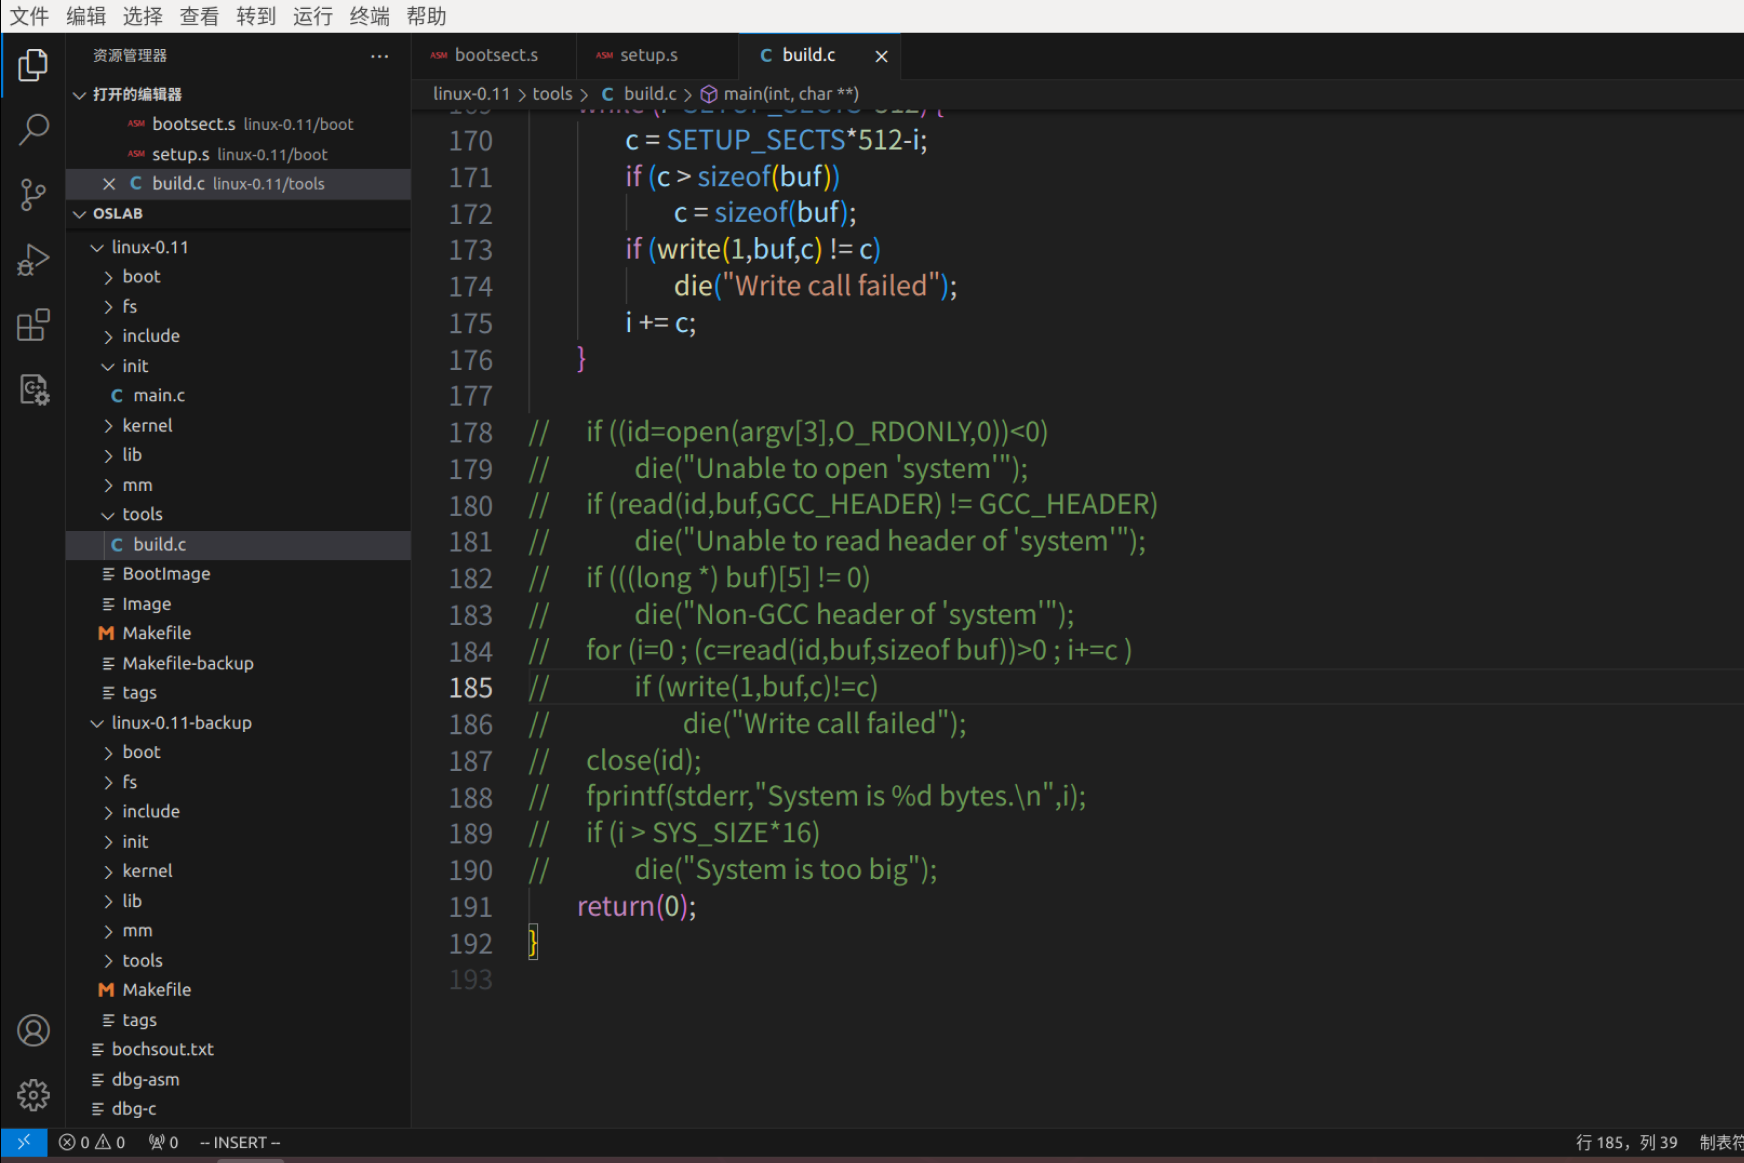 文件 编辑 选择 查看 转到 运行 终端 帮助
资源管理器 ···
打开的编辑器
ASM bootsect.s linux-0.11/boot
ASM setup.s linux-0.11/boot
C build.c linux-0.11/tools
OSLAB
linux-0.11
boot
fs
include
init
C main.c
kernel
lib
mm
tools
C build.c
BootImage
Image
M Makefile
Makefile-backup
tags
linux-0.11-backup
boot
fs
include
init
kernel
lib
mm
tools
M Makefile
tags
bochsout.txt
dbg-asm
dbg-c
ASM bootsect.s ASM setup.s C build.c
linux-0.11 > tools > C build.c > main(int, char **)
170 c = SETUP_SECTS*512-i;
171 if (c > sizeof(buf))
172 c = sizeof(buf);
173 if (write(1,buf,c) != c)
174 die("Write call failed");
175 i += c;
176 }
177
178 // if ((id=open(argv[3],O_RDONLY,0))<0)
179 // die("Unable to open 'system'");
180 // if (read(id,buf,GCC_HEADER) != GCC_HEADER)
181 // die("Unable to read header of 'system'");
182 // if (((long *) buf)[5] != 0)
183 // die("Non-GCC header of 'system'");
184 // for (i=0 ; (c=read(id,buf,sizeof buf))>0 ; i+=c )
185 // if (write(1,buf,c)!=c)
186 // die("Write call failed");
187 // close(id);
188 // fprintf(stderr,"System is %d bytes.\n",i);
189 // if (i > SYS_SIZE*16)
190 // die("System is too big");
191 return(0);
192 }
193
0 0 0 -- INSERT -- 行 185，列 39 制表符